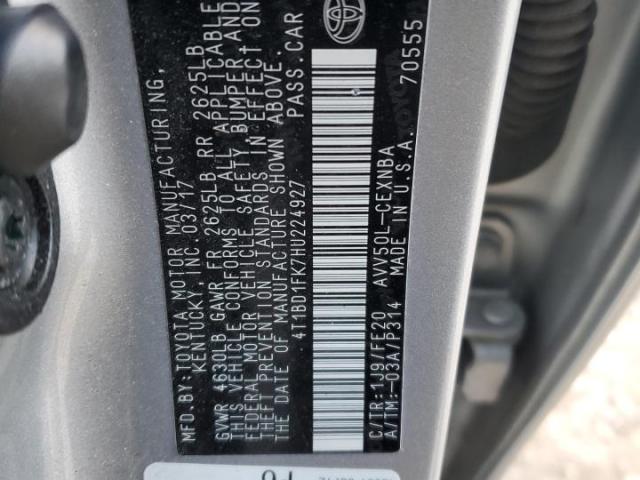 MFD. BY: TOYOTA MOTOR MANUFACTURING,
KENTUCKY, INC. 03/17
GVWR 4630LB GAWR FR 2625LB RR 2625LB
THIS VEHICLE CONFORMS TO ALL APPLICABLE
FEDERAL MOTOR VEHICLE SAFETY, BUMPER AND
THEFT PREVENTION STANDARDS IN EFFECT ON
THE DATE OF MANUFACTURE SHOWN ABOVE.
4T1BD1FK7HU224927 PASS.CAR
C/TR:1J9/FE20 AVV50L-CEXNBA
A/TM:-03A/P314 MADE IN U.S.A. 70555
TOYOTA